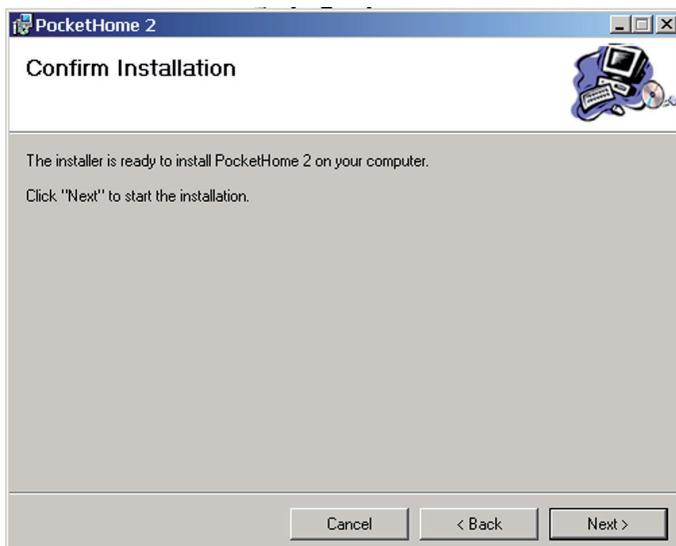 PocketHome 2
Confirm Installation
The installer is ready to install PocketHome 2 on your computer.
Click "Next" to start the installation.
Cancel
< Back
Next >